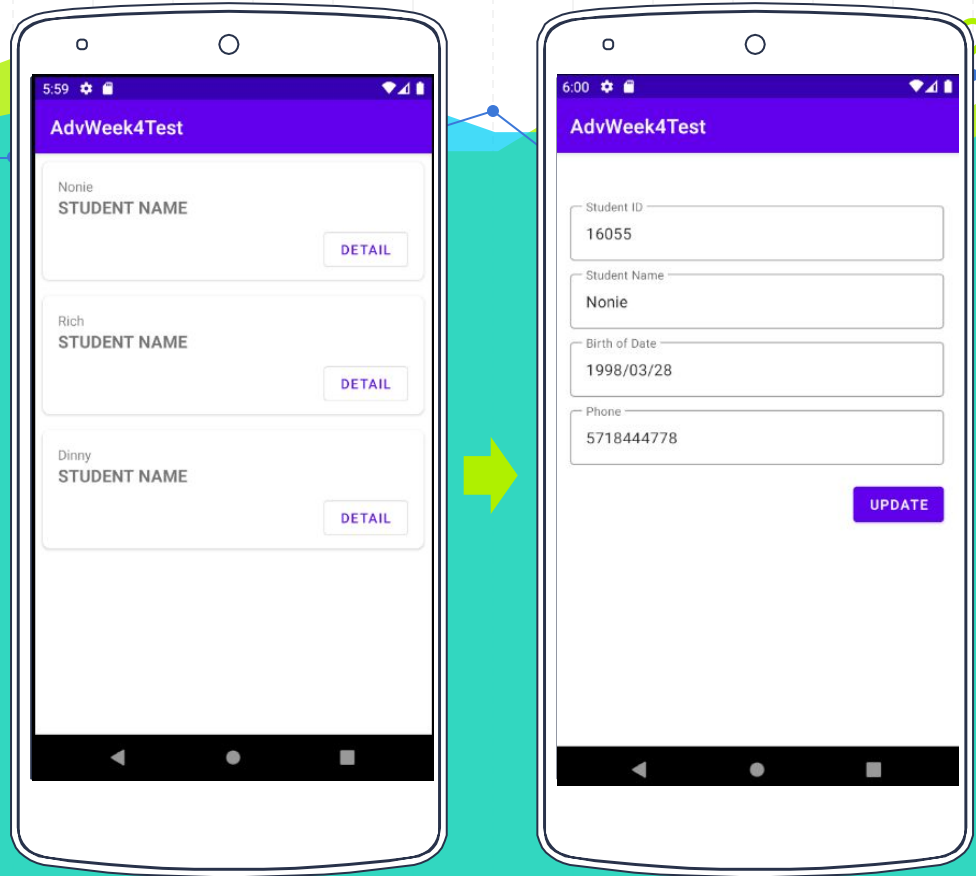 5:59
AdvWeek4Test
Nonie
STUDENT NAME
DETAIL
Rich
STUDENT NAME
DETAIL
Dinny
STUDENT NAME
DETAIL
6:00
AdvWeek4Test
Student ID
16055
Student Name
Nonie
Birth of Date
1998/03/28
Phone
5718444778
UPDATE